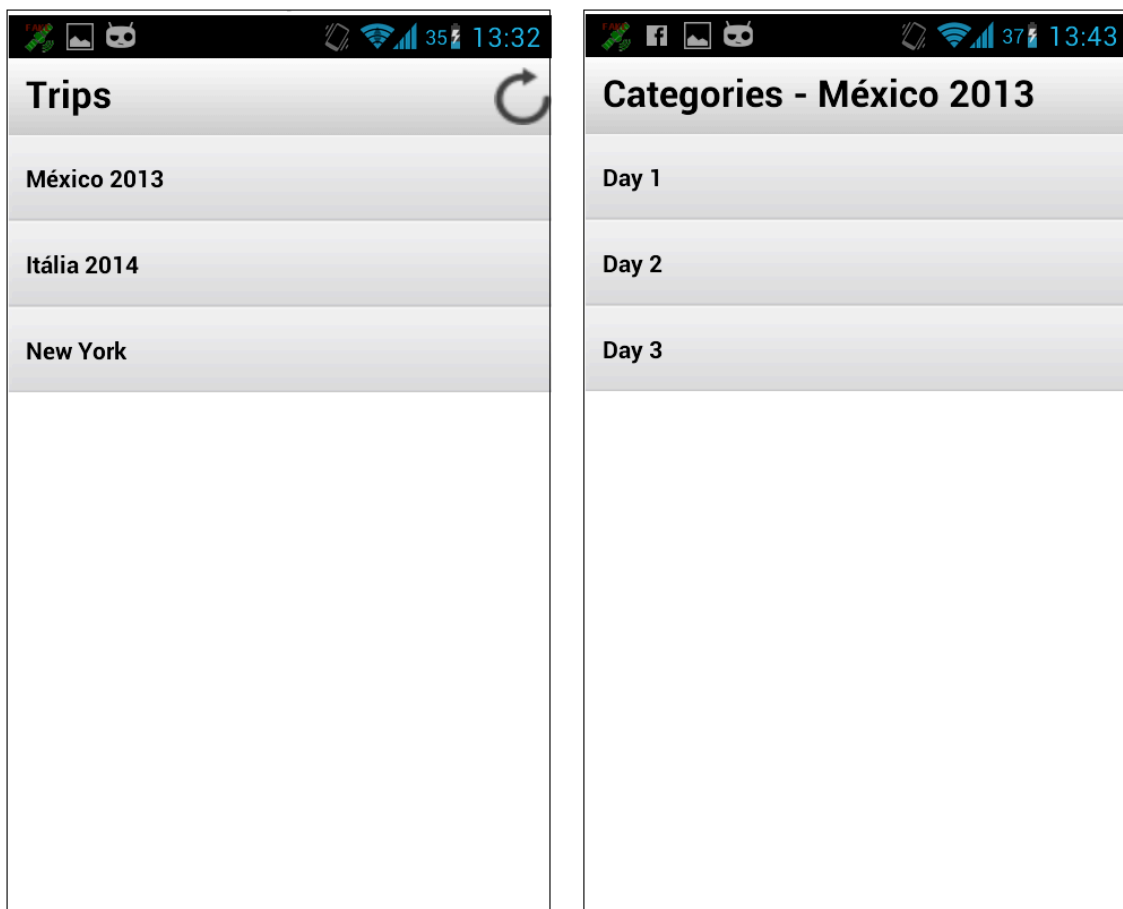 35 13:32
Trips
México 2013
Itália 2014
New York
37 13:43
Categories - México 2013
Day 1
Day 2
Day 3